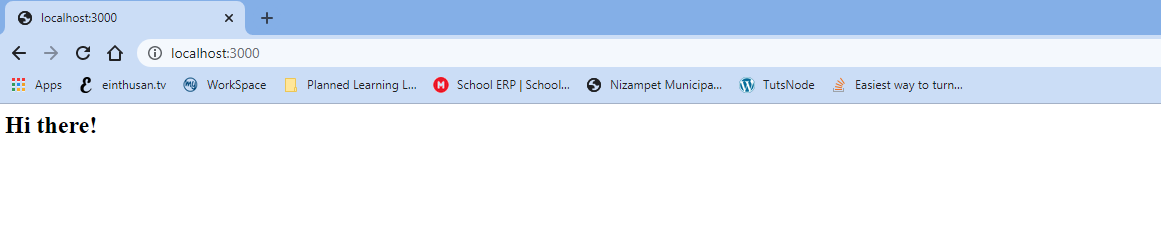 localhost:3000
localhost:3000
Apps einthusan.tv WorkSpace Planned Learning L... School ERP | School... Nizampet Municipa... TutsNode Easiest way to turn...
Hi there!